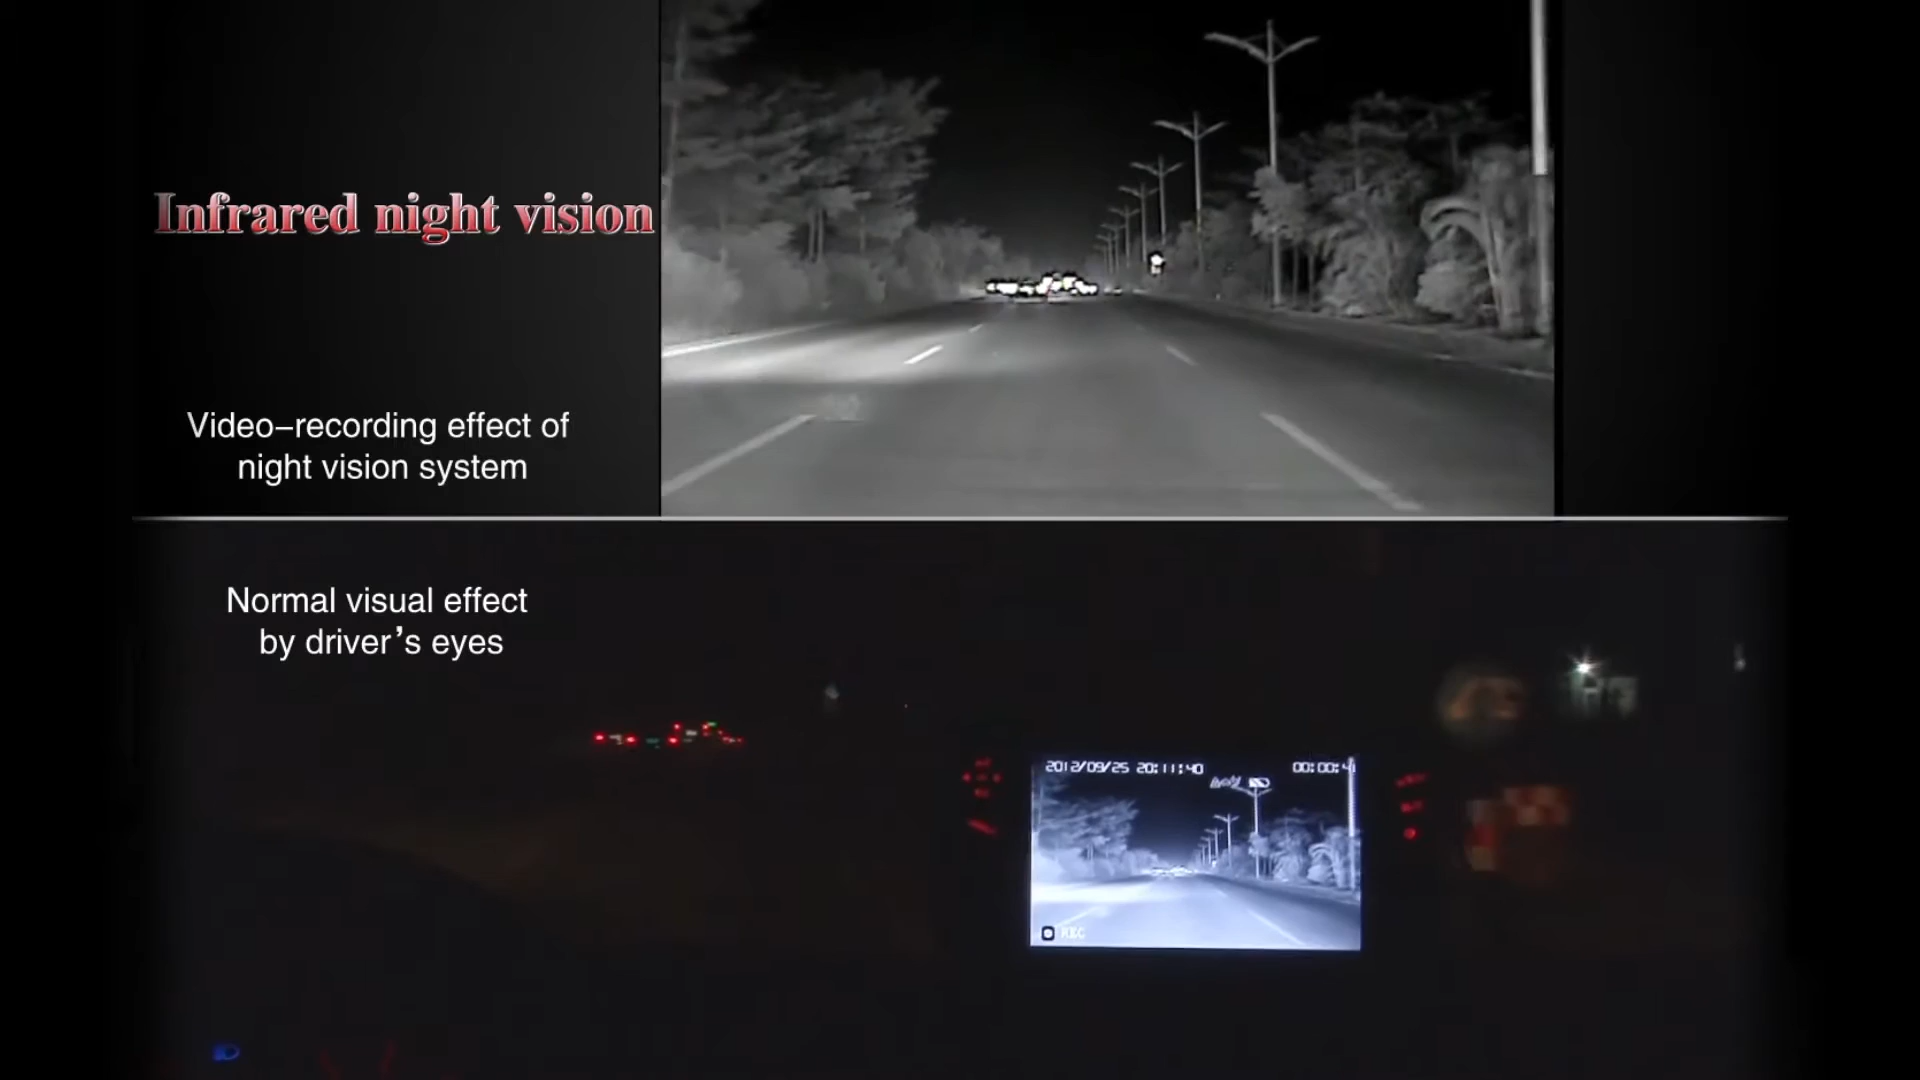 Infrared night vision
Video-recording effect of
night vision system
Normal visual effect
by driver's eyes
2012/09/25 20:11:40
00:00:4
REC